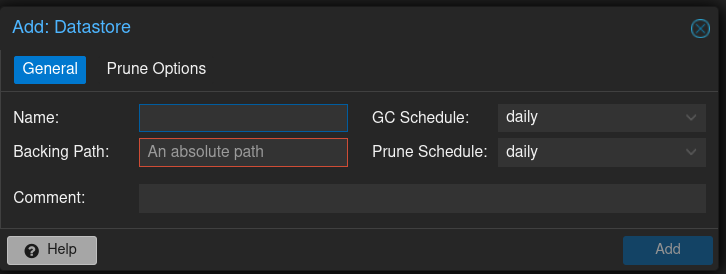 Add: Datastore
General Prune Options
Name: GC Schedule: daily
Backing Path: An absolute path Prune Schedule: daily
Comment:
Help Add